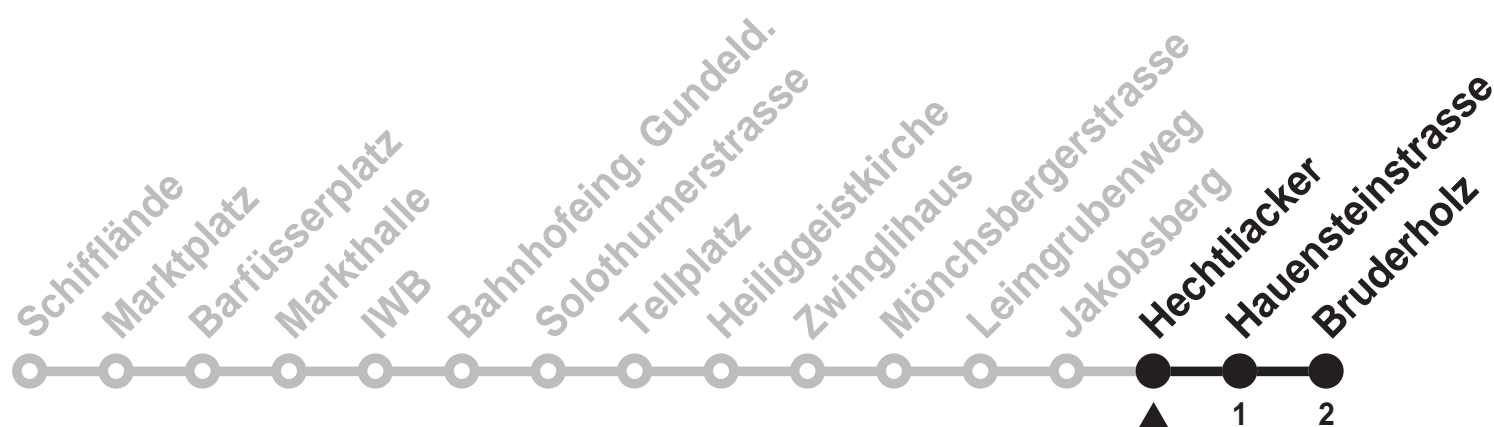 Schifflände
Marktplatz
Barfüsserplatz
Markthalle
IWB
Bahnhofeing. Gundeld.
Solothurnerstrasse
Tellplatz
Heiliggeistkirche
Zwinglihaus
Mönchsbergerstrasse
Leimgrubenweg
Jakobsberg
Hechtliacker
Hauensteinstrasse
Bruderholz
1 2